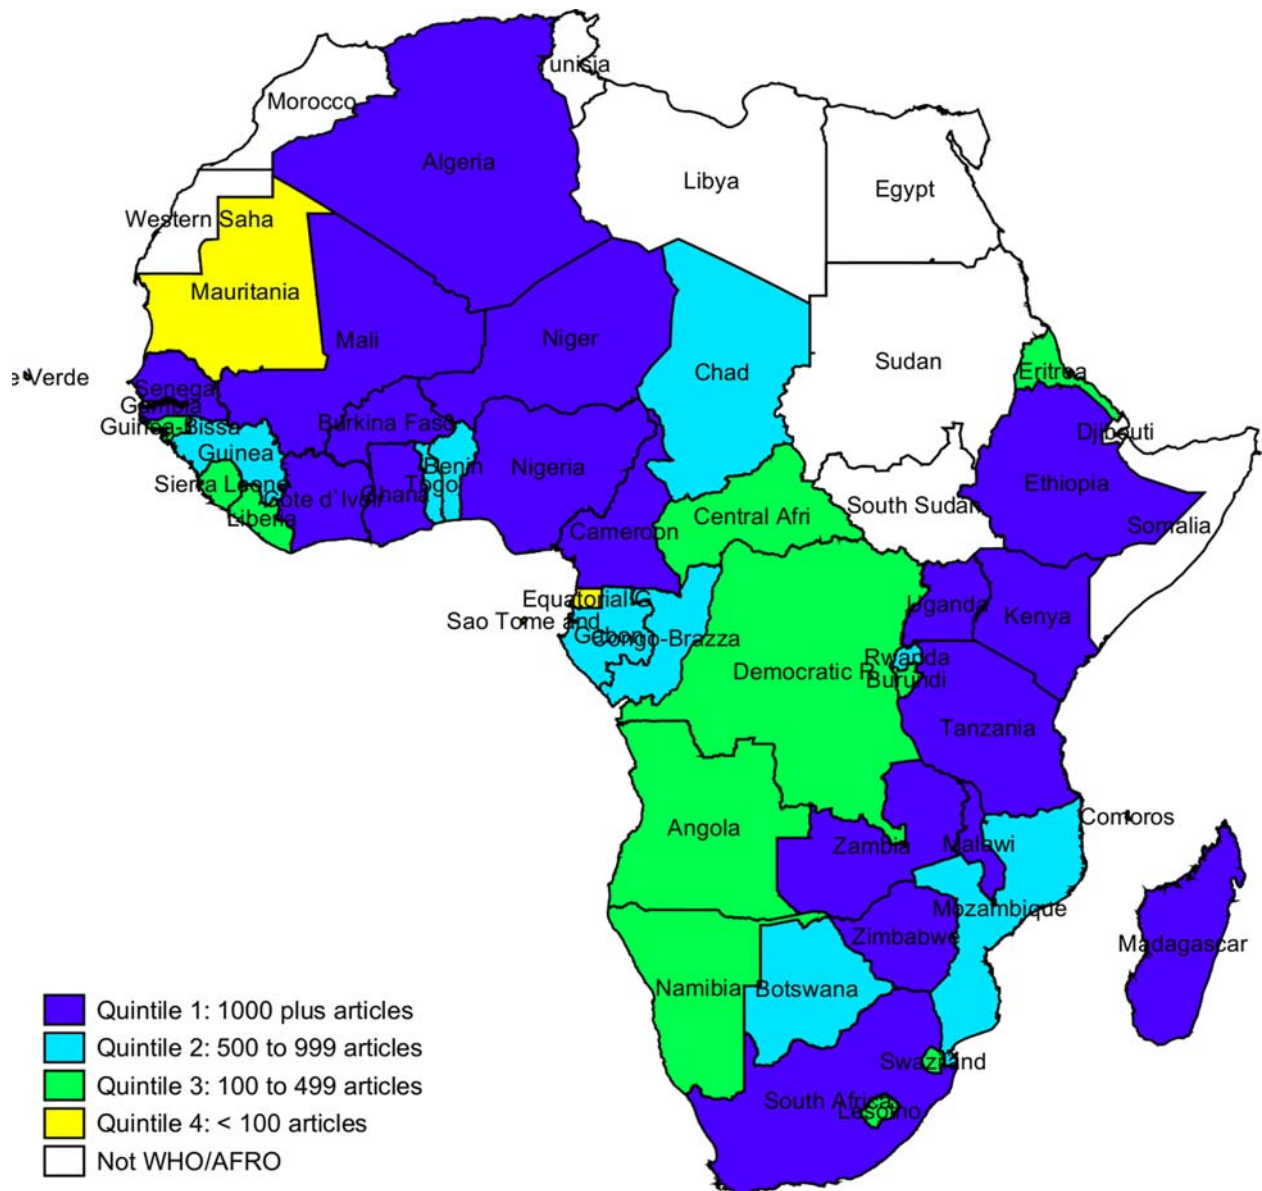 Tunisia
Morocco
Algeria
Libya
Egypt
Western Saha
Mauritania
Mali
Niger
Chad
Sudan
Eritrea
e Verde
Senegal
Gambia
Guinea-Bissa
Guinea
Burkina Faso
Benin
Togo
Nigeria
Djibouti
Ethiopia
Somalia
Sierra Leone
Liberia
Cote d`Ivoir
Ghana
Cameroon
Central Afri
South Sudan
Equatorial G
Sao Tome and
Gabon
Congo-Brazza
Uganda
Kenya
Democratic R
Rwanda
Burundi
Tanzania
Angola
Zambia
Malawi
Comoros
Mozambique
Zimbabwe
Madagascar
Namibia
Botswana
Swaziland
South Africa
Lesotho
Quintile 1: 1000 plus articles
Quintile 2: 500 to 999 articles
Quintile 3: 100 to 499 articles
Quintile 4: < 100 articles
Not WHO/AFRO